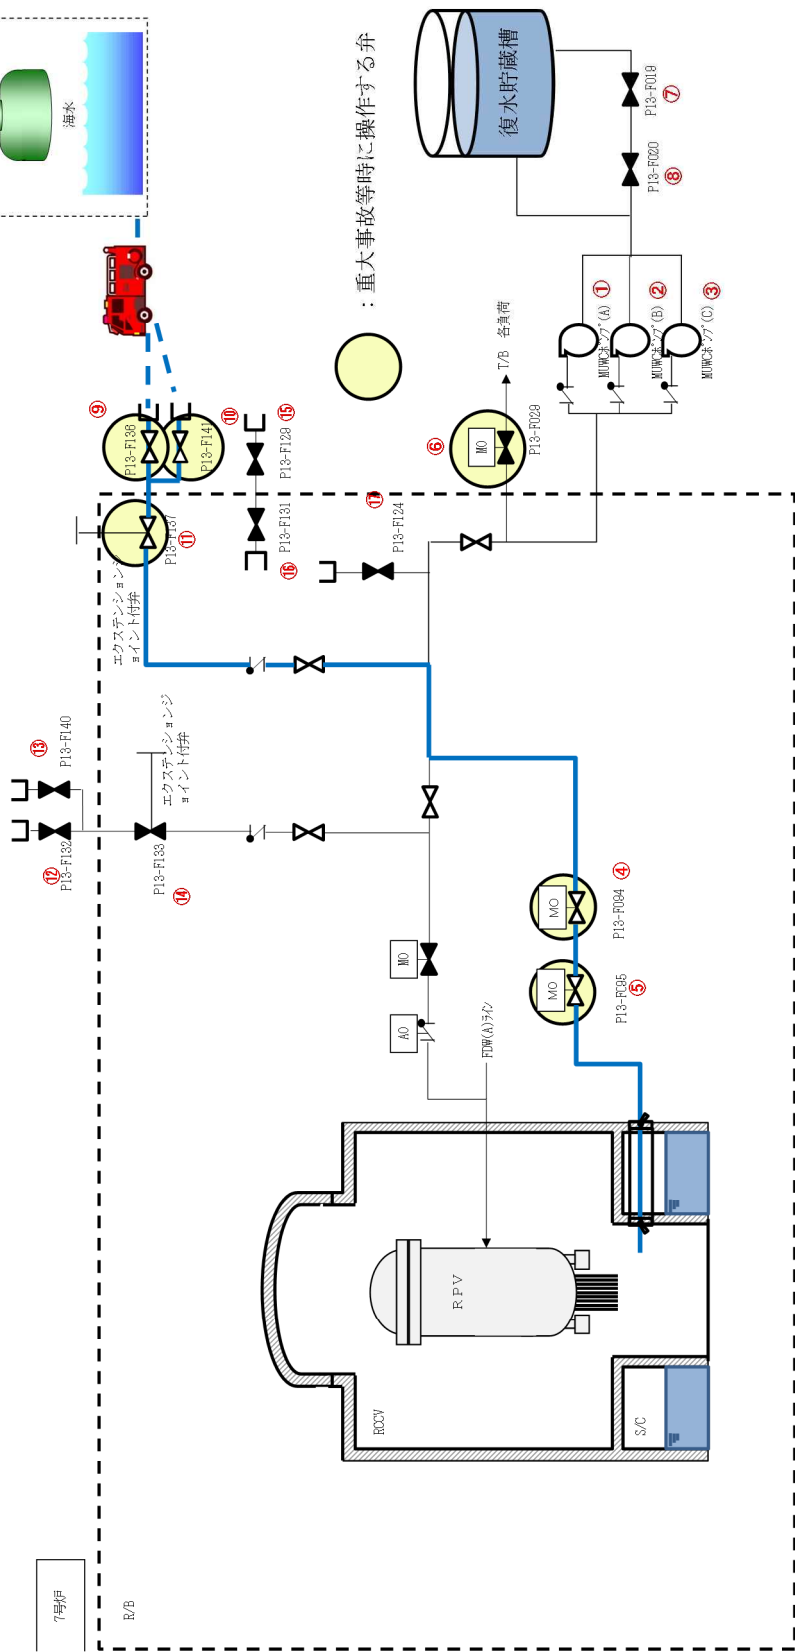 海水
：重大事故等時に操作する弁
復水貯蔵槽
P13-F019
⑦
P13-F020
⑧
MUWCポンプ(A)
①
MUWCポンプ(B)
②
MUWCポンプ(C)
③
T/B 各負荷
⑥
MO
P13-F029
⑨
P13-F136
⑩
P13-F141
⑮
P13-F129
P13-F131
⑯
⑰
P13-F124
P13-F137
⑪
エクステンションジ
ョイント付弁
⑬
P13-F140
⑫
P13-F132
P13-F133
⑭
エクステンションジ
ョイント付弁
MO
AO
FDW(A)ライン
MO
P13-F094
④
MO
P13-F095
⑤
RPV
RCCV
S/C
7号炉
R/B